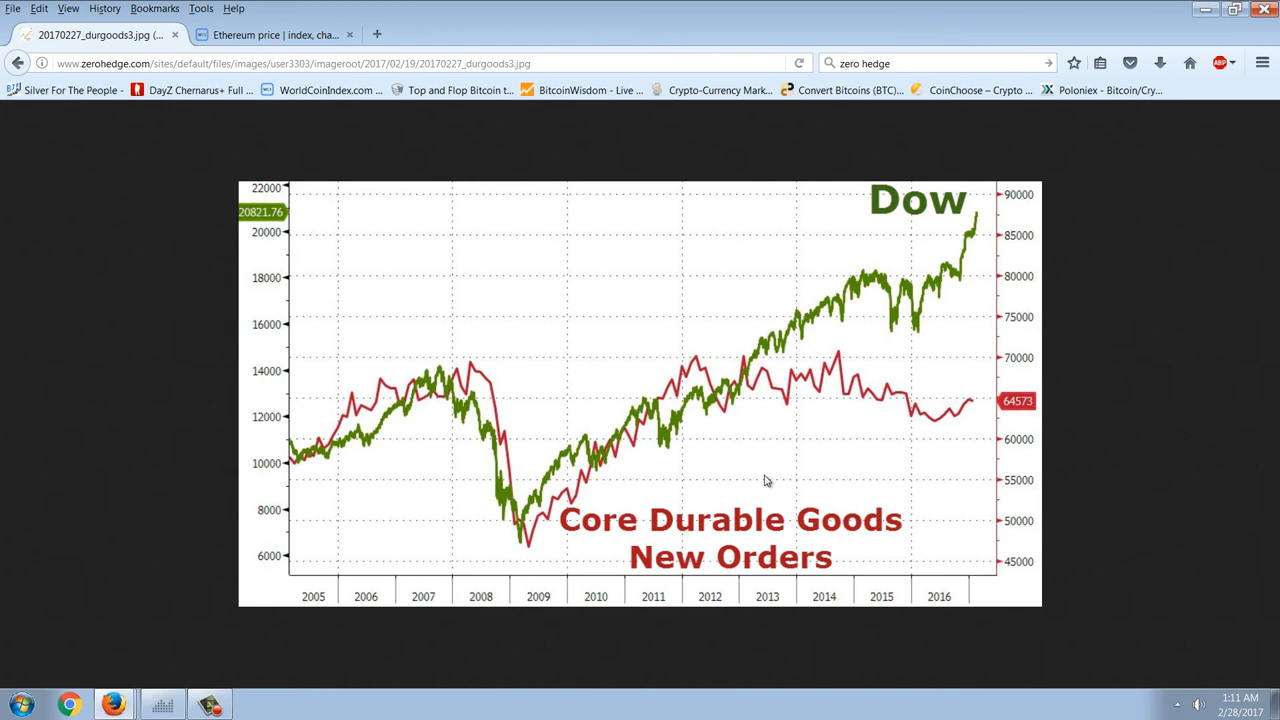 File Edit View History Bookmarks Tools Help
20170227_durgoods3.jpg (... × Ethereum price | index, cha... × +
www.zerohedge.com/sites/default/files/images/user3303/imageroot/2017/02/19/20170227_durgoods3.jpg zero hedge ABP
Silver For The People - DayZ Chernarus+ Full ... WorldCoinIndex.com ... Top and Flop Bitcoin t... BitcoinWisdom - Live ... Crypto-Currency Mark... Convert Bitcoins (BTC)... CoinChoose – Crypto ... Poloniex - Bitcoin/Cry...
22000 Dow 90000
20821.76
20000 85000
18000 80000
16000 75000
14000 70000
12000 64573
60000
10000 55000
8000 Core Durable Goods 50000
6000 New Orders 45000
2005 2006 2007 2008 2009 2010 2011 2012 2013 2014 2015 2016
1:11 AM
2/28/2017